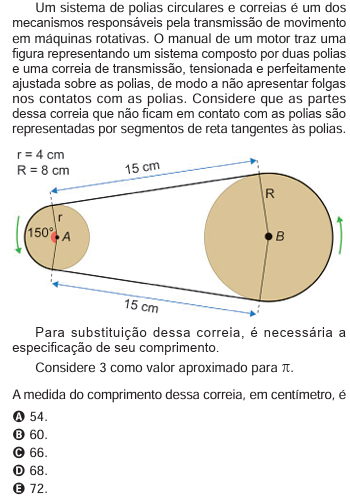 Um sistema de polias circulares e correias é um dos
mecanismos responsáveis pela transmissão de movimento
em máquinas rotativas. O manual de um motor traz uma
figura representando um sistema composto por duas polias
e uma correia de transmissão, tensionada e perfeitamente
ajustada sobre as polias, de modo a não apresentar folgas
nos contatos com as polias. Considere que as partes
dessa correia que não ficam em contato com as polias são
representadas por segmentos de reta tangentes às polias.
r = 4 cm
R = 8 cm
15 cm
r
R
150°
A
B
15 cm
Para substituição dessa correia, é necessária a
especificação de seu comprimento.
Considere 3 como valor aproximado para π.
A medida do comprimento dessa correia, em centímetro, é
A 54.
B 60.
C 66.
D 68.
E 72.